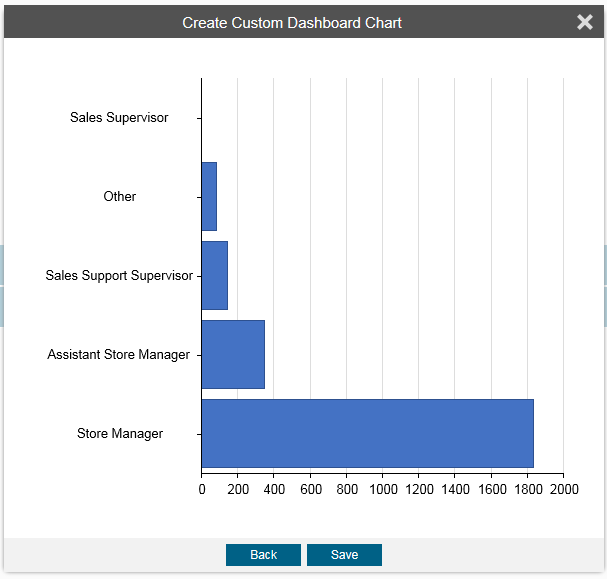 Create Custom Dashboard Chart
Sales Supervisor
Other
Sales Support Supervisor
Assistant Store Manager
Store Manager
0 200 400 600 800 1000 1200 1400 1600 1800 2000
Back Save